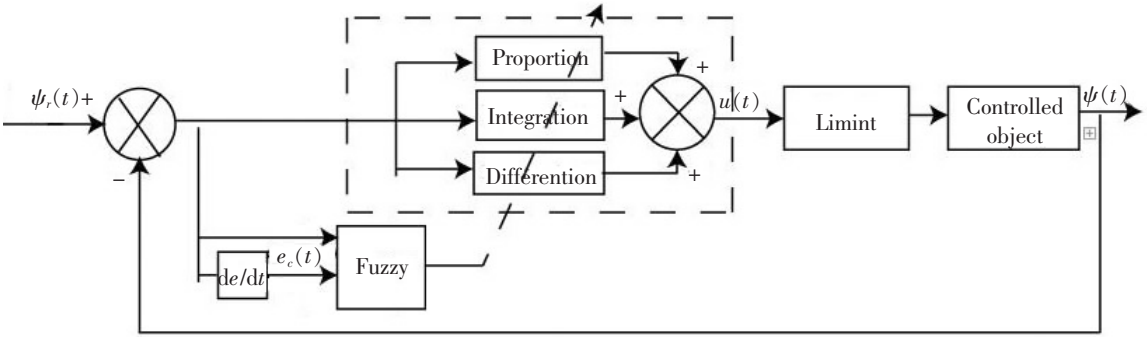 ψr(t)+
−
Proportion
Integration
Differention
+
+
+
u(t)
Limint
Controlled
object
ψ(t)
de/dt
ec(t)
Fuzzy